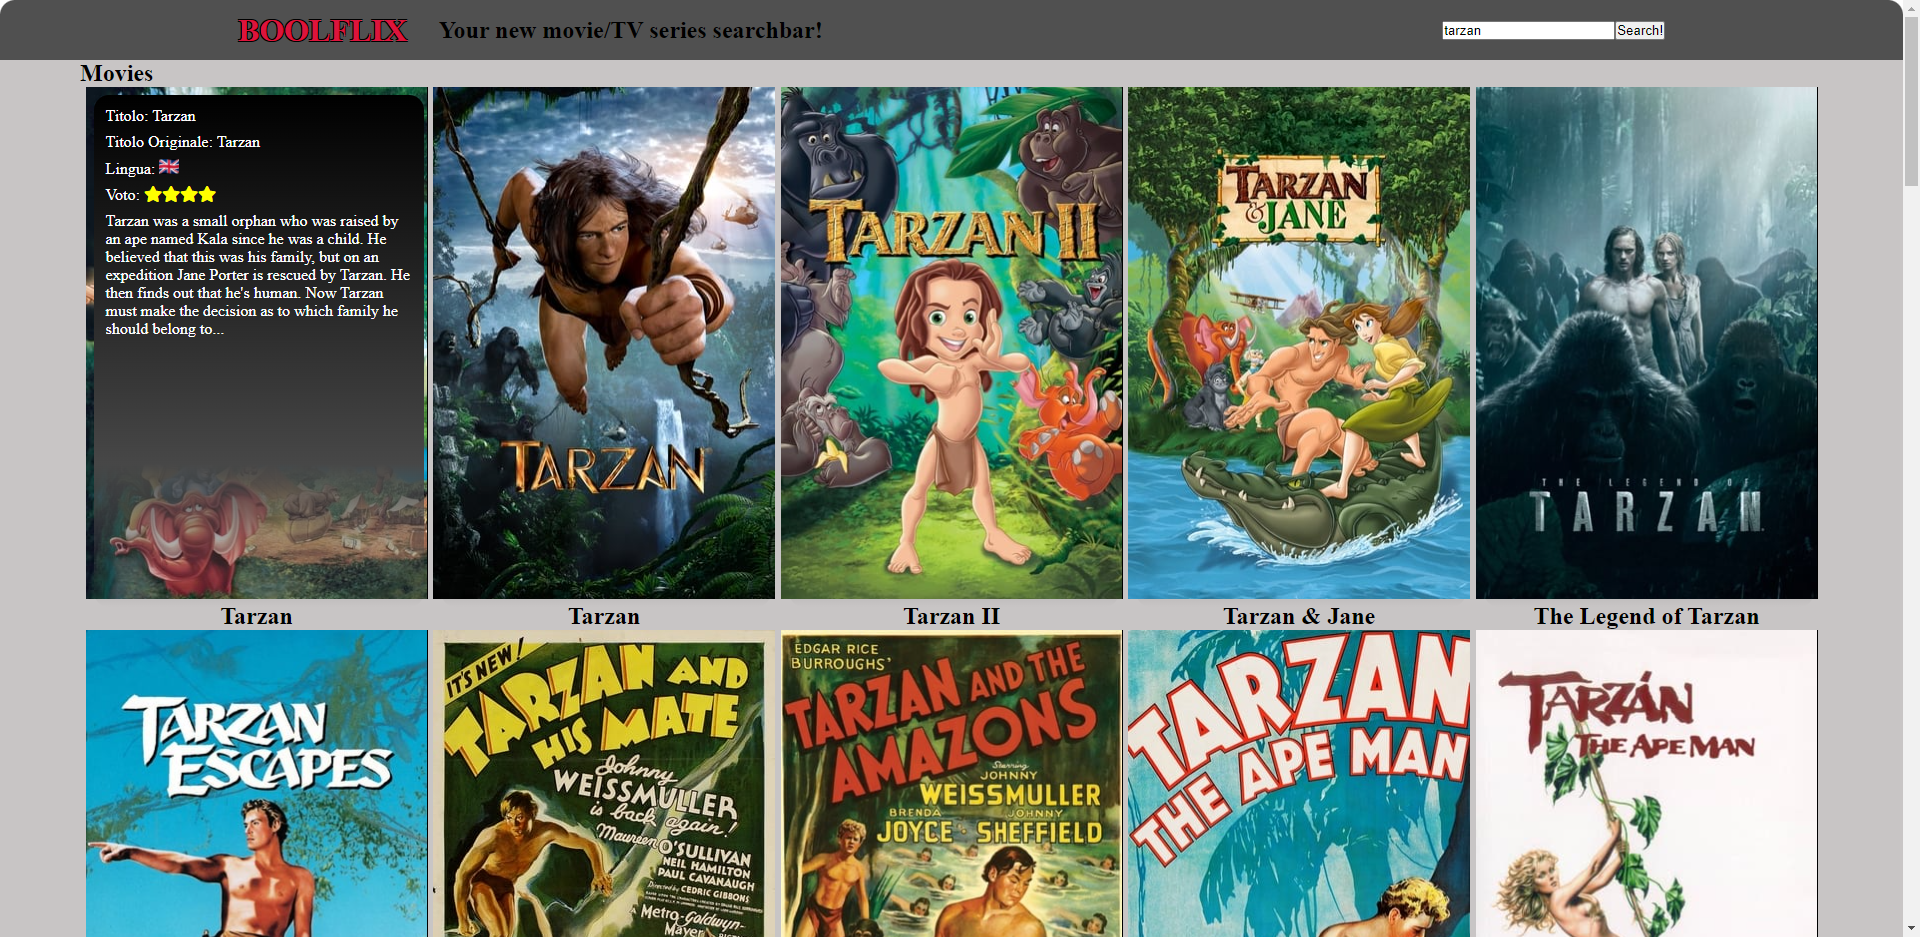 BOOLFLIX
Your new movie/TV series searchbar!
tarzan
Search!
Movies
Titolo: Tarzan
Titolo Originale: Tarzan
Lingua:
Voto:
Tarzan was a small orphan who was raised by
an ape named Kala since he was a child. He
believed that this was his family, but on an
expedition Jane Porter is rescued by Tarzan. He
then finds out that he's human. Now Tarzan
must make the decision as to which family he
should belong to...
TARZAN
TARZAN II
TARZAN
& JANE
THE LEGEND OF
TARZAN
Tarzan
Tarzan
Tarzan II
Tarzan & Jane
The Legend of Tarzan
TARZAN
ESCAPES
IT'S NEW!
TARZAN AND
HIS MATE
Johnny
WEISSMULLER
is back again!
Maureen O'SULLIVAN
NEIL HAMILTON
PAUL CAVANAUGH
Directed by CEDRIC GIBBONS
A Metro-Goldwyn-
Mayer
EDGAR RICE
BURROUGHS'
TARZAN AND THE
AMAZONS
Starring
JOHNNY
WEISSMULLER
BRENDA JOHNNY
JOYCE · SHEFFIELD
TARZAN
THE APE MAN
TARZÁN
THE APE MAN